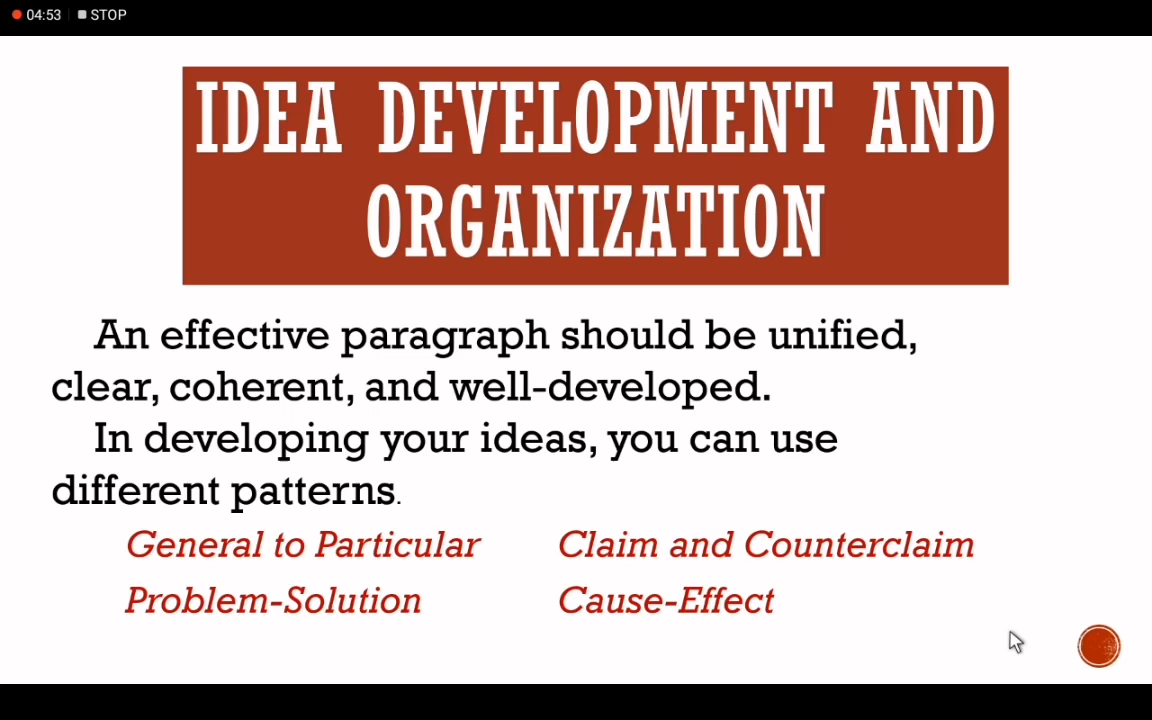 04:53 STOP
IDEA DEVELOPMENT AND
ORGANIZATION
An effective paragraph should be unified,
clear, coherent, and well-developed.
In developing your ideas, you can use
different patterns.
General to Particular Claim and Counterclaim
Problem-Solution Cause-Effect